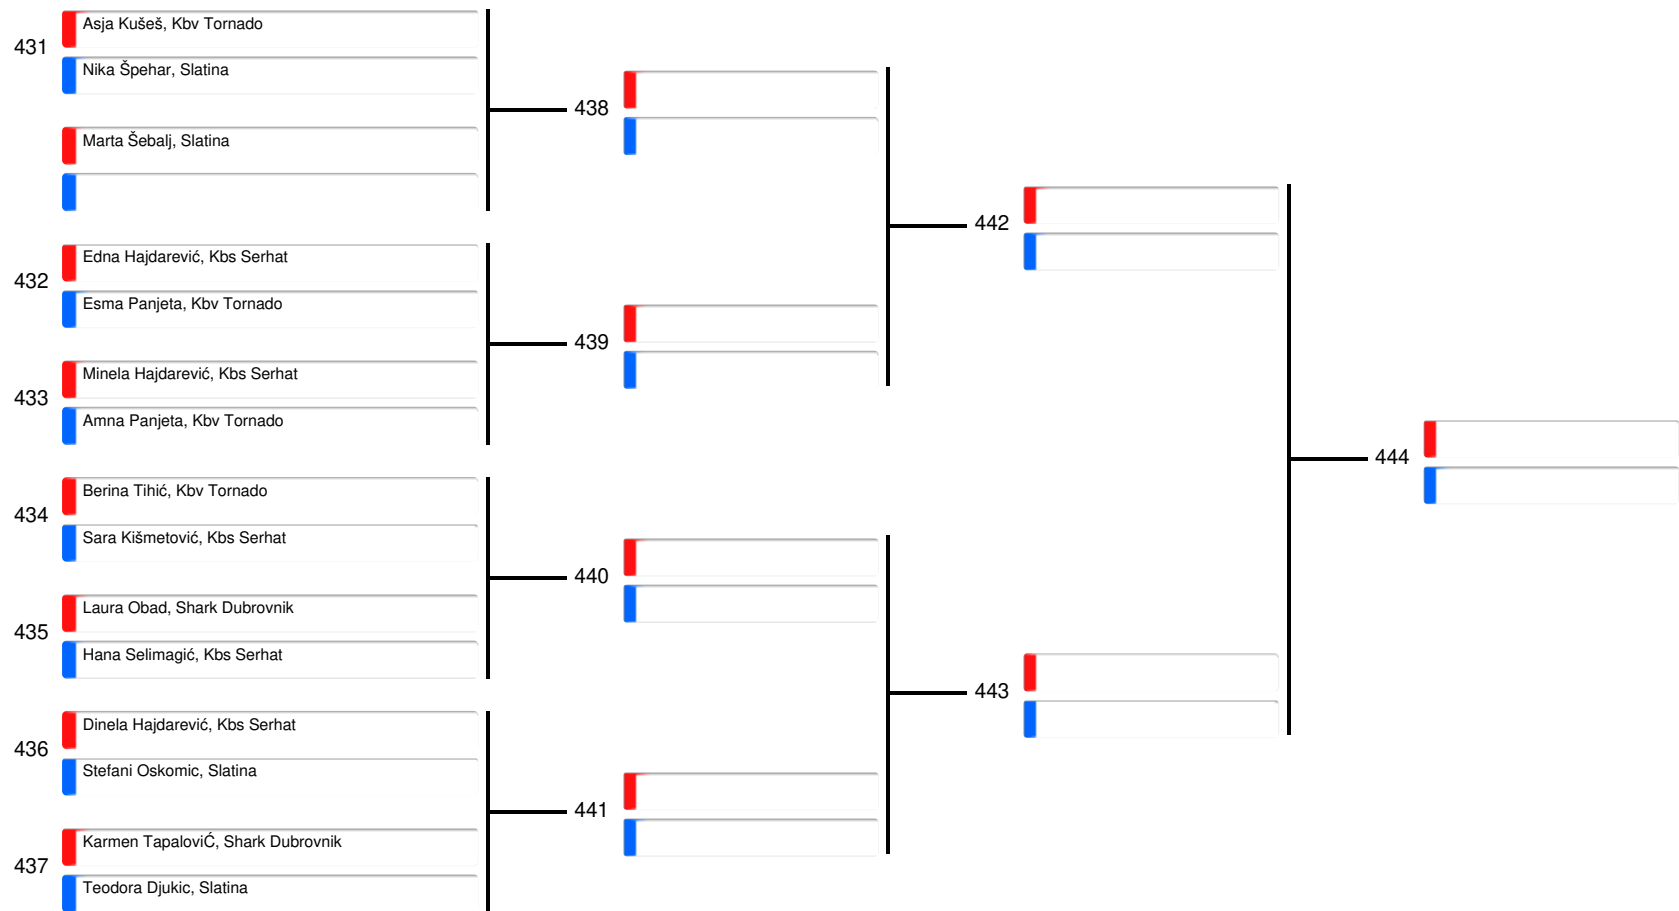 431
Asja Kušeš, Kbv Tornado
Nika Špehar, Slatina
Marta Šebalj, Slatina
432
Edna Hajdarević, Kbs Serhat
Esma Panjeta, Kbv Tornado
433
Minela Hajdarević, Kbs Serhat
Amna Panjeta, Kbv Tornado
434
Berina Tihić, Kbv Tornado
Sara Kišmetović, Kbs Serhat
435
Laura Obad, Shark Dubrovnik
Hana Selimagić, Kbs Serhat
436
Dinela Hajdarević, Kbs Serhat
Stefani Oskomic, Slatina
437
Karmen TapaloviĆ, Shark Dubrovnik
Teodora Djukic, Slatina
438
439
440
441
442
443
444